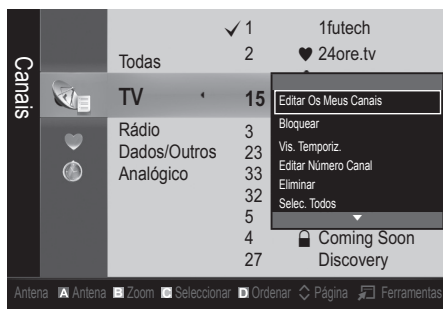 Canais
✓ 1 1futech
Todas 2 ♥ 24ore.tv
TV 15
Rádio 3
Dados/Outros 23
Analógico 33
32
5
4 Coming Soon
27 Discovery
Editar Os Meus Canais
Bloquear
Vis. Temporiz.
Editar Número Canal
Eliminar
Selec. Todos
Antena A Antena B Zoom C Seleccionar D Ordenar Página Ferramentas